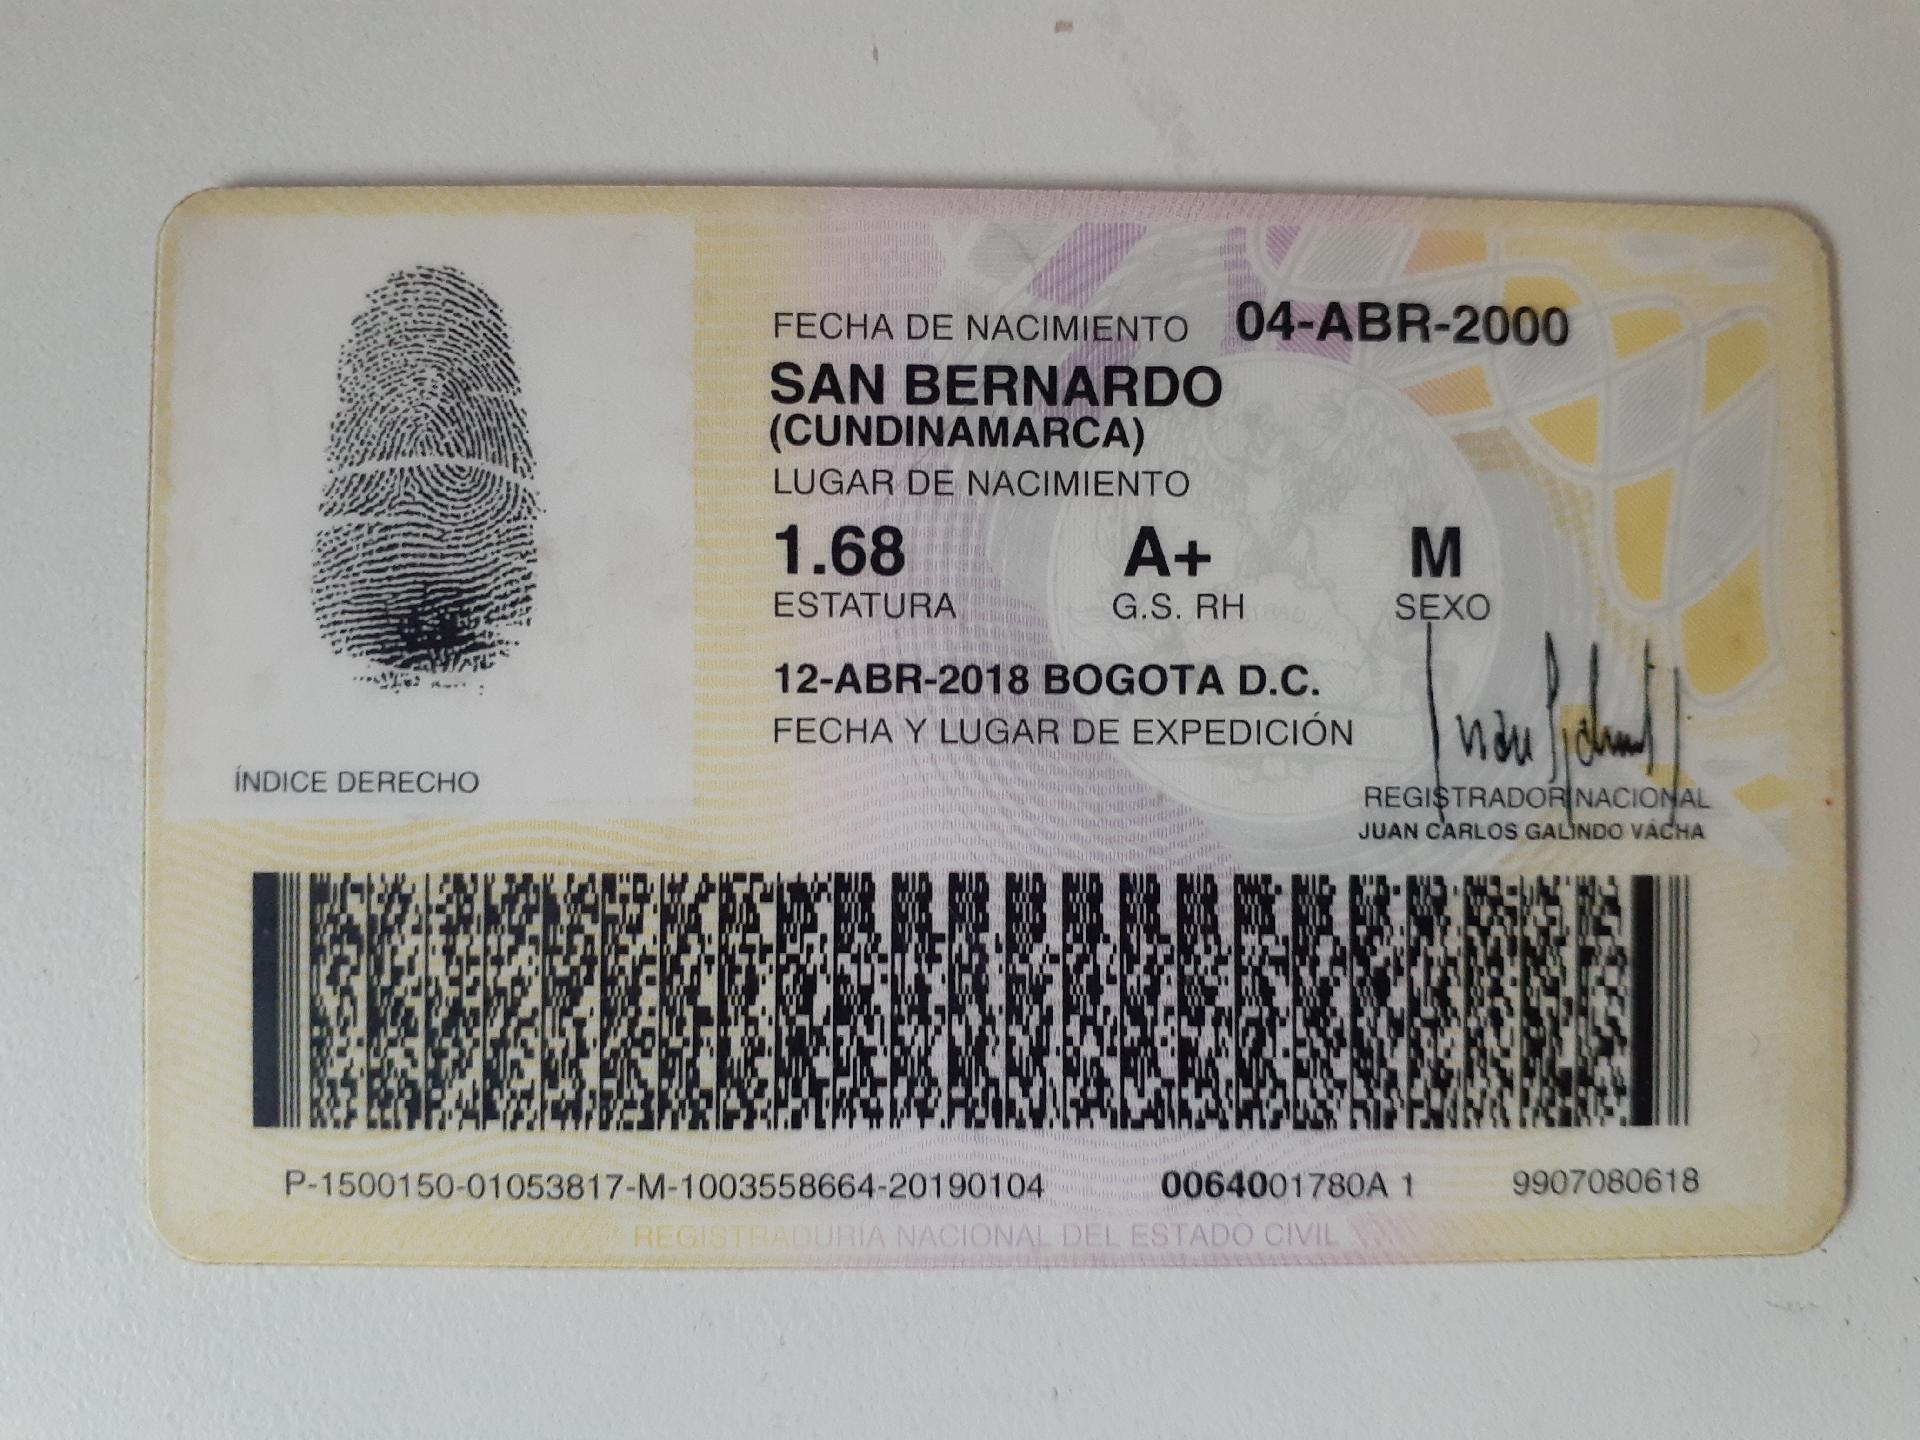 FECHA DE NACIMIENTO 04-ABR-2000
SAN BERNARDO
(CUNDINAMARCA)
LUGAR DE NACIMIENTO
1.68 A+ M
ESTATURA G.S. RH SEXO
12-ABR-2018 BOGOTA D.C.
FECHA Y LUGAR DE EXPEDICIÓN
ÍNDICE DERECHO
REGISTRADOR NACIONAL
JUAN CARLOS GALINDO VÁCHA
P-1500150-01053817-M-1003558664-20190104 0064001780A 1 9907080618
REGISTRADURÍA NACIONAL DEL ESTADO CIVIL